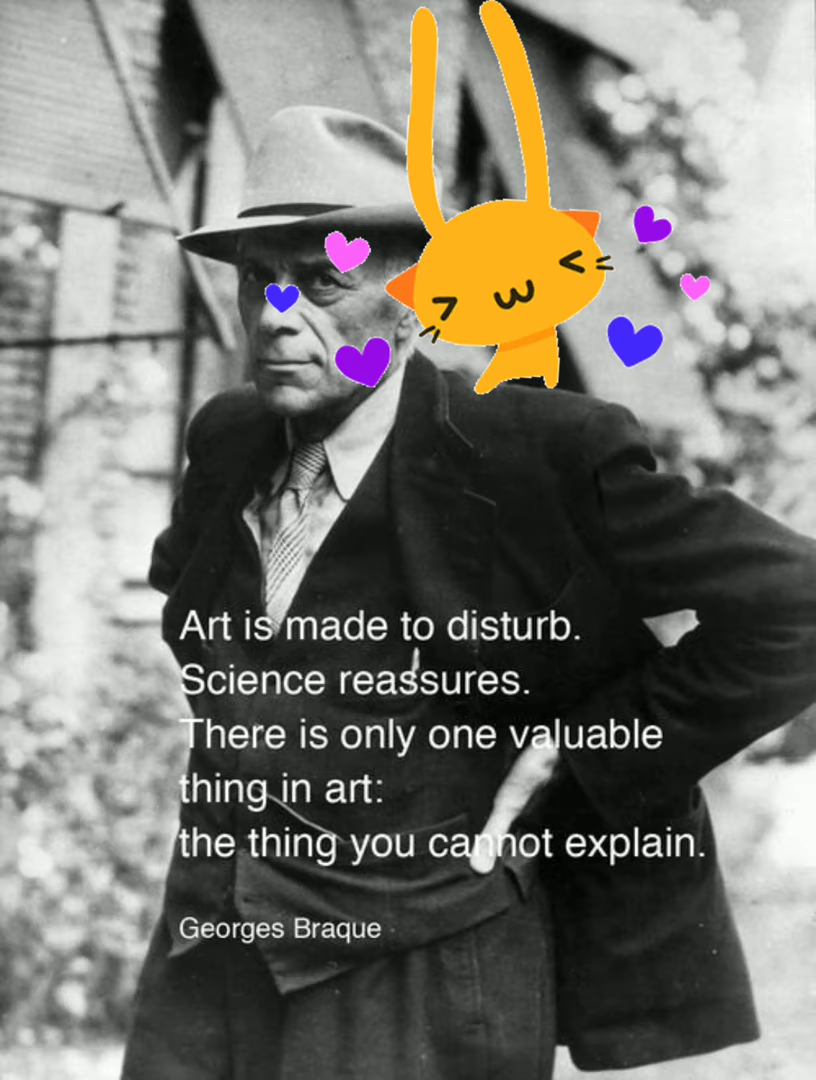 Art is made to disturb.
Science reassures.
There is only one valuable
thing in art:
the thing you cannot explain.
Georges Braque